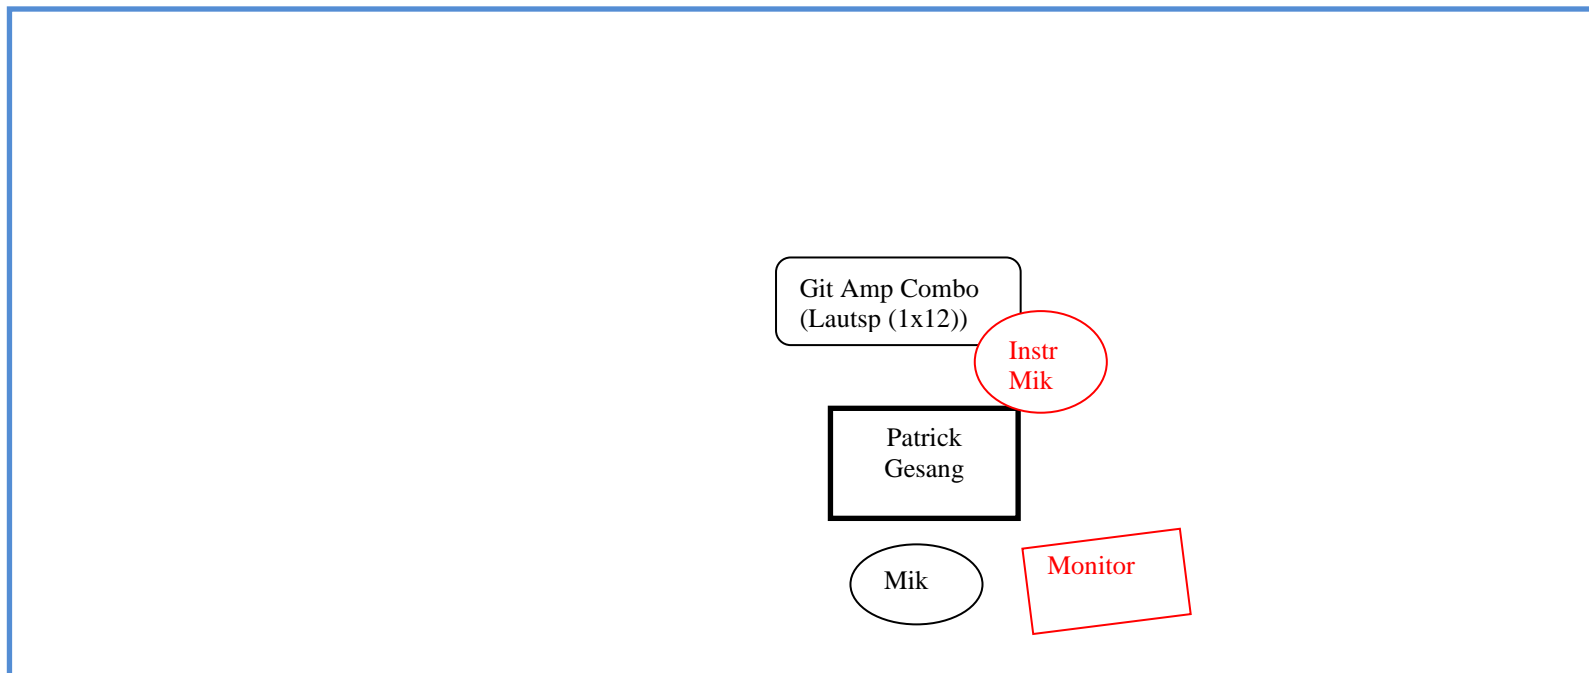 Git Amp Combo
(Lautsp (1x12))
Instr
Mik
Patrick
Gesang
Mik
Monitor